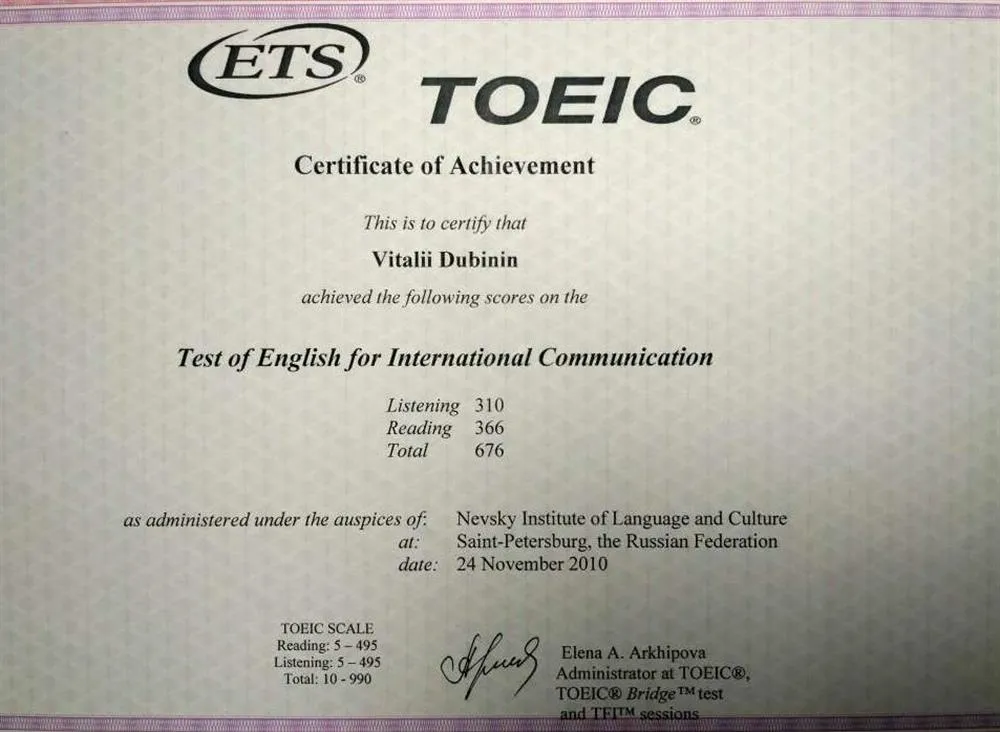 ETS®
TOEIC®
Certificate of Achievement
This is to certify that
Vitalii Dubinin
achieved the following scores on the
Test of English for International Communication
Listening 310
Reading 366
Total 676
as administered under the auspices of: Nevsky Institute of Language and Culture
at: Saint-Petersburg, the Russian Federation
date: 24 November 2010
TOEIC SCALE
Reading: 5 – 495
Listening: 5 – 495
Total: 10 - 990
Elena A. Arkhipova
Administrator at TOEIC®,
TOEIC® Bridge™ test
and TFI™ sessions